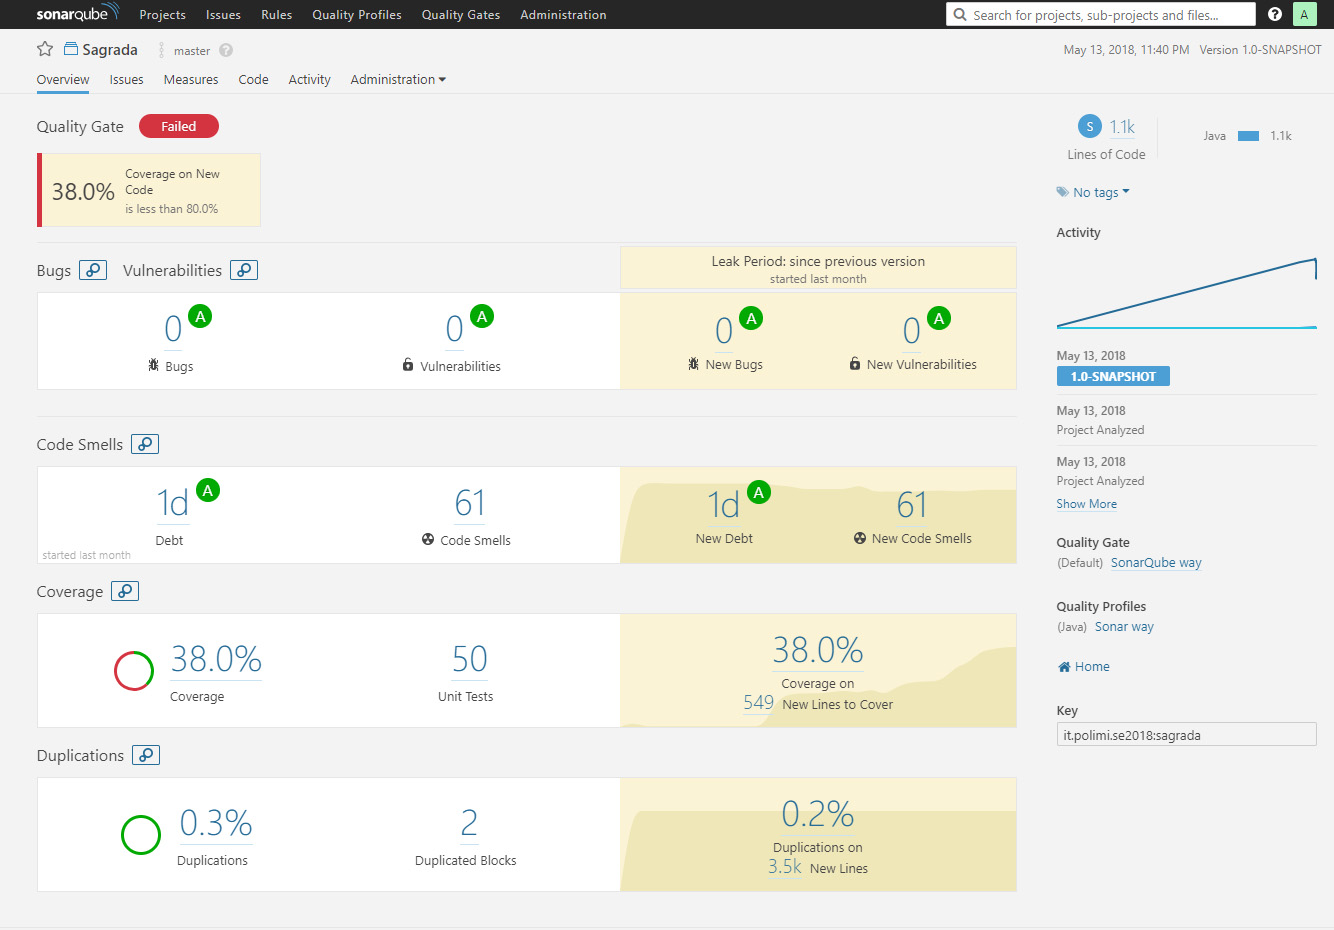 sonarqube Projects Issues Rules Quality Profiles Quality Gates Administration Search for projects, sub-projects and files... ? A
Sagrada master ? May 13, 2018, 11:40 PM Version 1.0-SNAPSHOT
Overview Issues Measures Code Activity Administration
Quality Gate Failed
38.0% Coverage on New
Code
is less than 80.0%
Bugs Vulnerabilities
Leak Period: since previous version
started last month
0 A
Bugs
0 A
Vulnerabilities
0 A
New Bugs
0 A
New Vulnerabilities
Code Smells
1d A
Debt
started last month
61
Code Smells
1d A
New Debt
61
New Code Smells
Coverage
38.0%
Coverage
50
Unit Tests
38.0%
Coverage on
549 New Lines to Cover
Duplications
0.3%
Duplications
2
Duplicated Blocks
0.2%
Duplications on
3.5k New Lines
S 1.1k
Lines of Code
Java 1.1k
No tags
Activity
May 13, 2018
1.0-SNAPSHOT
May 13, 2018
Project Analyzed
May 13, 2018
Project Analyzed
Show More
Quality Gate
(Default) SonarQube way
Quality Profiles
(Java) Sonar way
Home
Key
it.polimi.se2018:sagrada